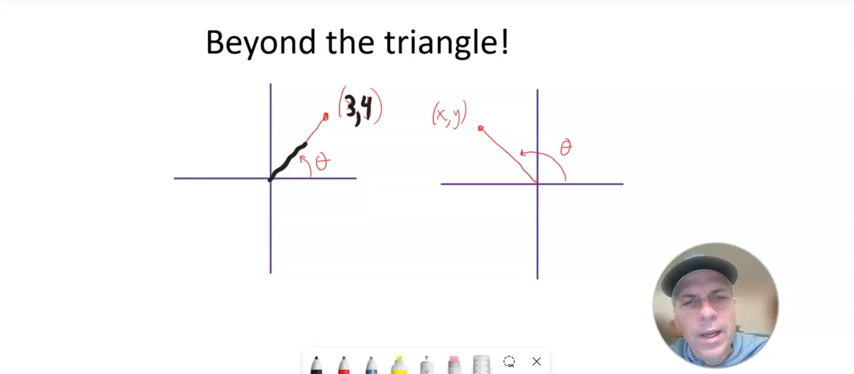 Beyond the triangle!
(3,4)
θ
(x,y)
θ